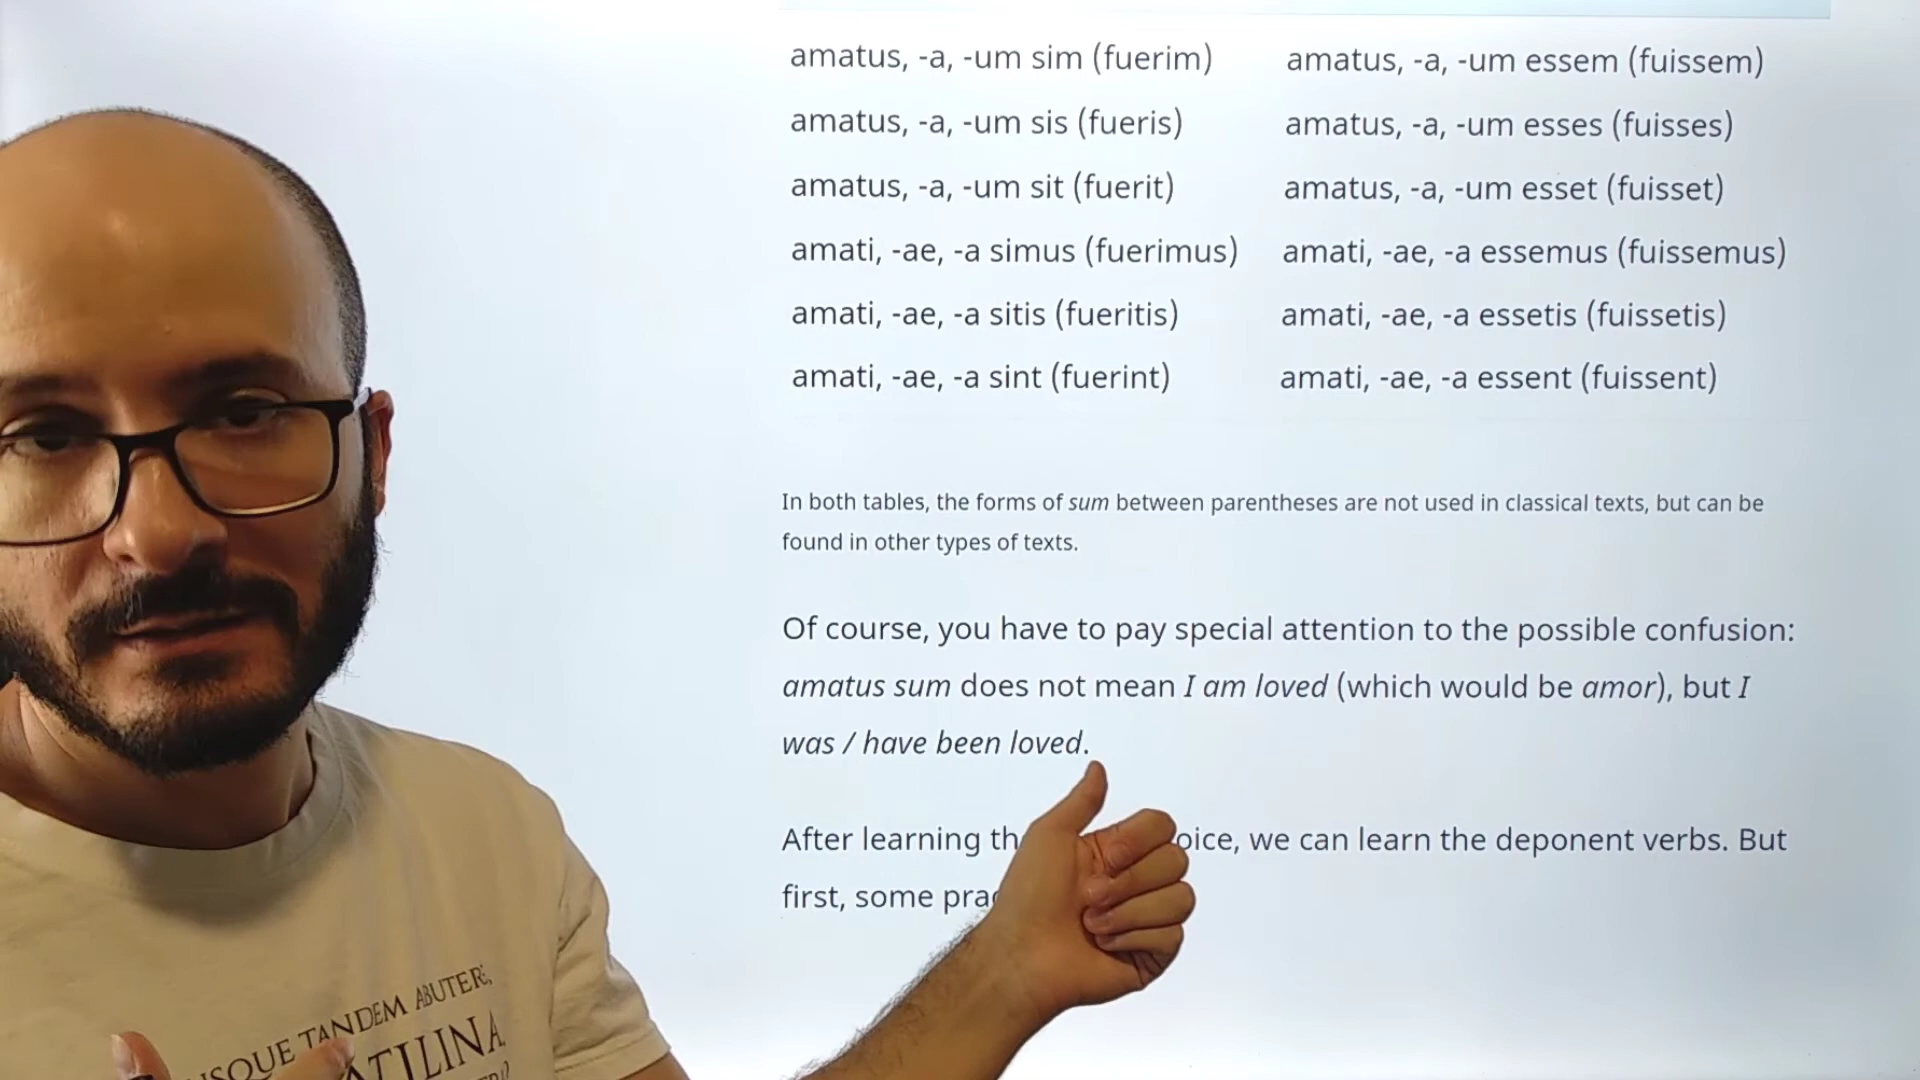 amatus, -a, -um sim (fuerim) amatus, -a, -um essem (fuissem)
amatus, -a, -um sis (fueris) amatus, -a, -um esses (fuisses)
amatus, -a, -um sit (fuerit) amatus, -a, -um esset (fuisset)
amati, -ae, -a simus (fuerimus) amati, -ae, -a essemus (fuissemus)
amati, -ae, -a sitis (fueritis) amati, -ae, -a essetis (fuissetis)
amati, -ae, -a sint (fuerint) amati, -ae, -a essent (fuissent)
In both tables, the forms of sum between parentheses are not used in classical texts, but can be
found in other types of texts.
Of course, you have to pay special attention to the possible confusion:
amatus sum does not mean I am loved (which would be amor), but I
was / have been loved.
After learning th oice, we can learn the deponent verbs. But
first, some pra
USQUE TANDEM ABUTERE,
ATILINA